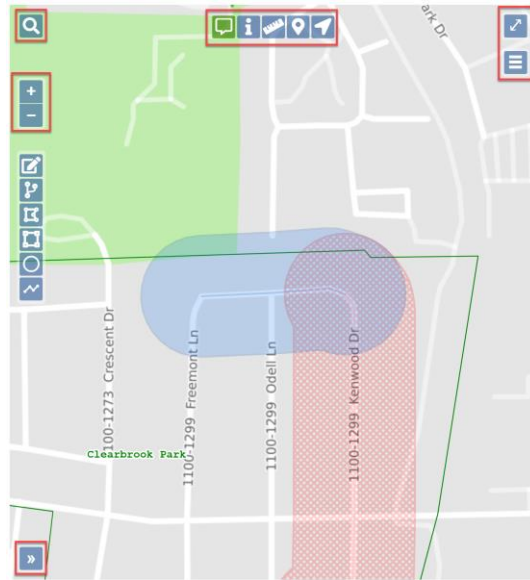 ark Dr
100-1273 Crescent Dr
1100-1299 Freemont Ln
1100-1299 Odell Ln
1100-1299 Kenwood Dr
Clearbrook Park